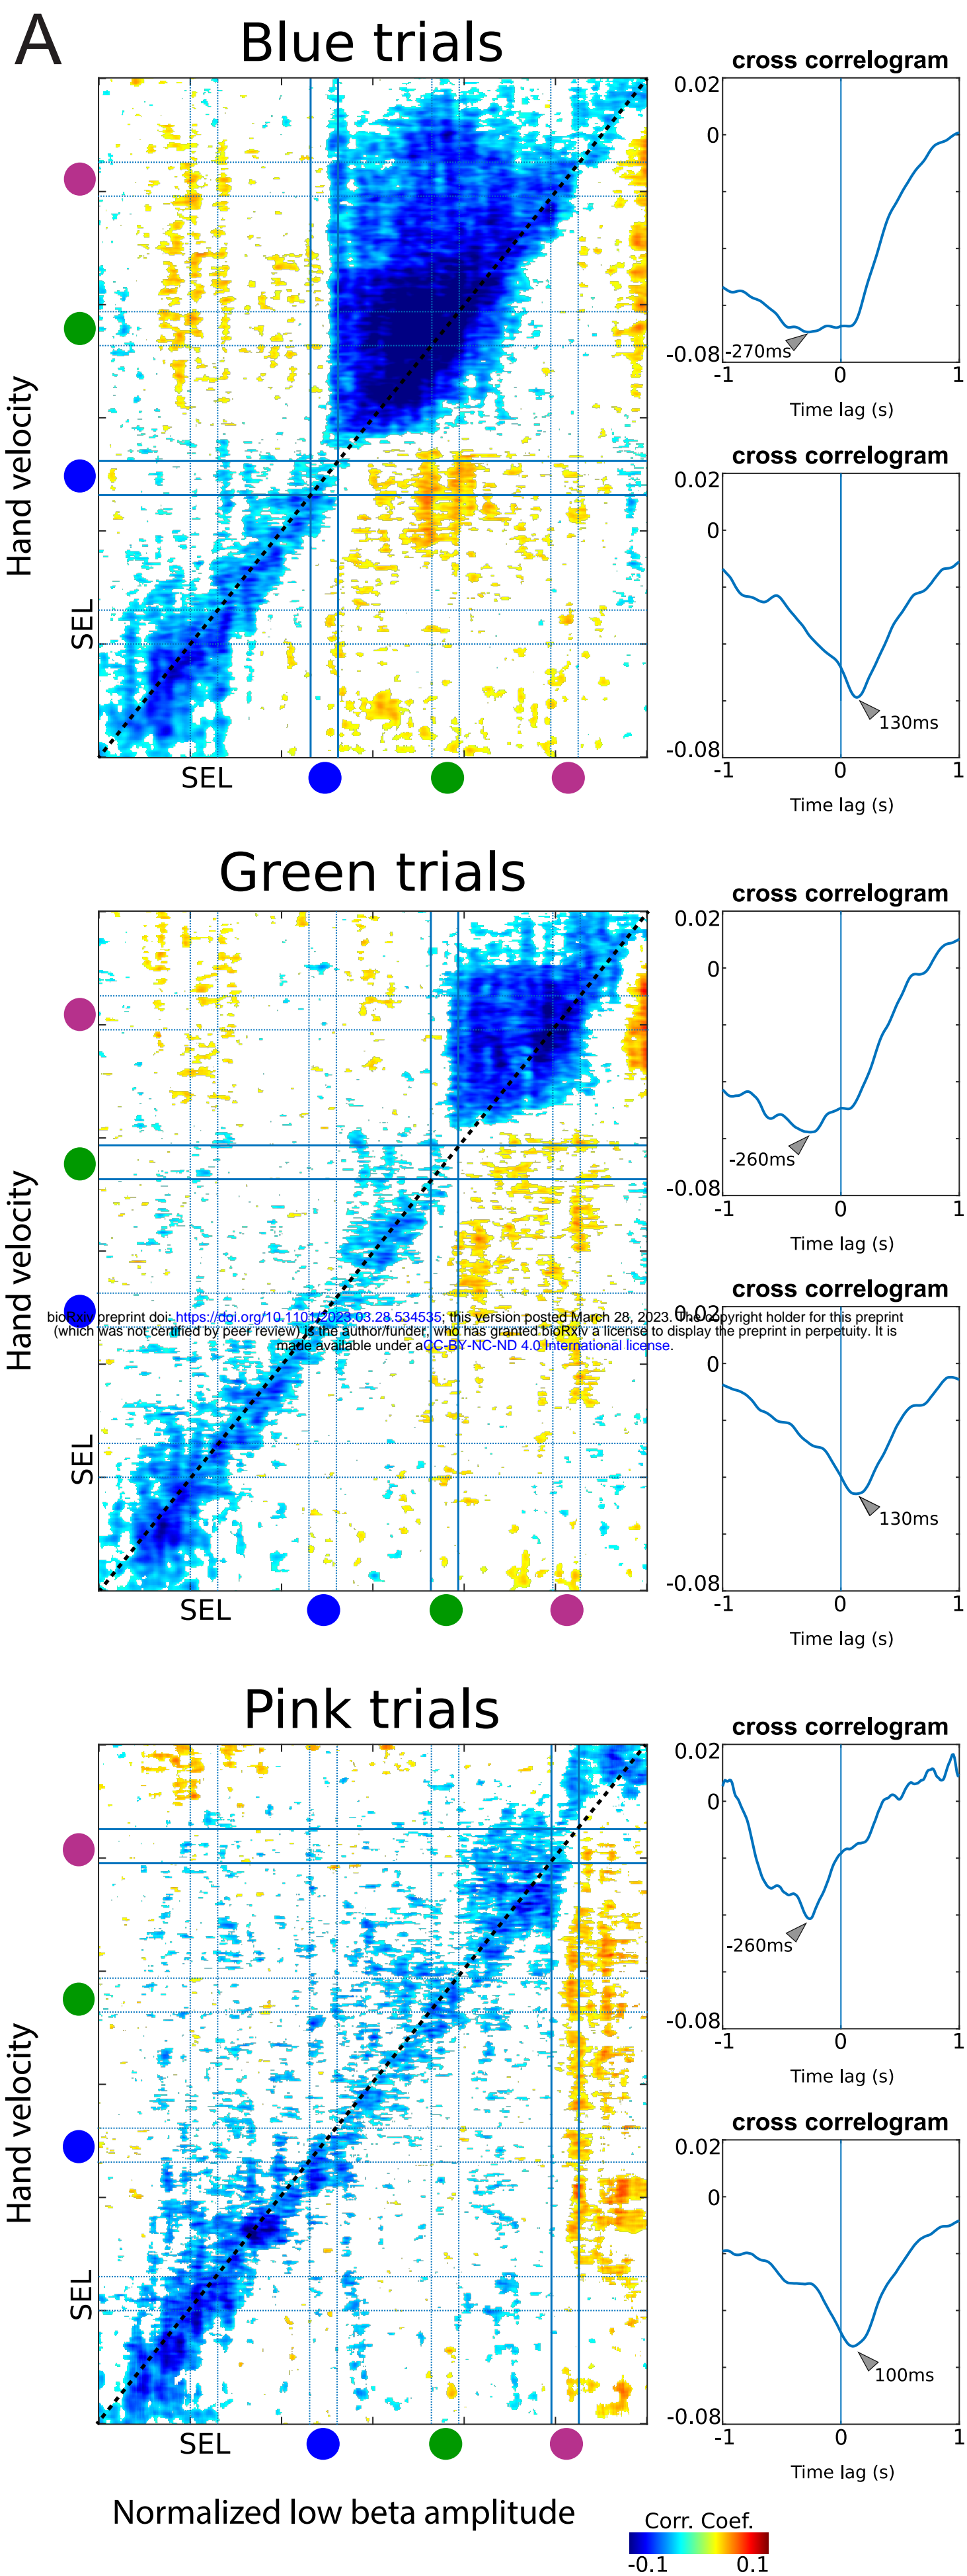 A
Blue trials
cross correlogram
0.02
0
-0.08
-270ms
-1
0
1
Time lag (s)
cross correlogram
0.02
0
-0.08
130ms
-1
0
1
Time lag (s)
Hand velocity
SEL
SEL
Green trials
cross correlogram
0.02
0
-0.08
-260ms
-1
0
1
Time lag (s)
cross correlogram
0.02
0
-0.08
130ms
-1
0
1
Time lag (s)
Hand velocity
SEL
SEL
bioRxiv preprint doi: https://doi.org/10.1101/2023.03.28.534535; this version posted March 28, 2023. The copyright holder for this preprint
(which was not certified by peer review) is the author/funder, who has granted bioRxiv a license to display the preprint in perpetuity. It is
made available under aCC-BY-NC-ND 4.0 International license.
Pink trials
cross correlogram
0.02
0
-0.08
-260ms
-1
0
1
Time lag (s)
cross correlogram
0.02
0
-0.08
100ms
-1
0
1
Time lag (s)
Hand velocity
SEL
SEL
Normalized low beta amplitude
Corr. Coef.
-0.1
0.1